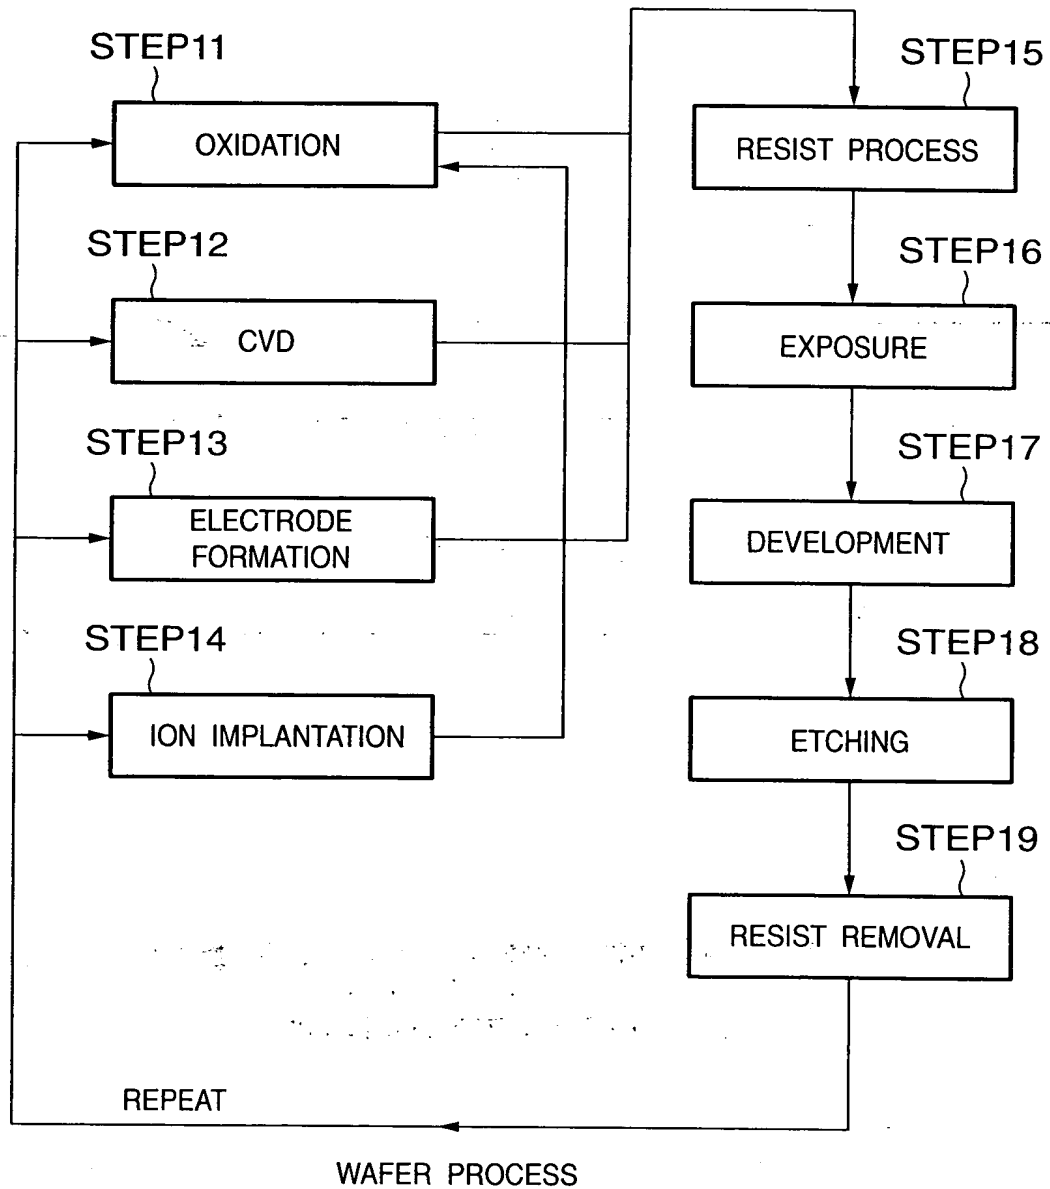 STEP11
OXIDATION
STEP12
CVD
STEP13
ELECTRODE
FORMATION
STEP14
ION IMPLANTATION
STEP15
RESIST PROCESS
STEP16
EXPOSURE
STEP17
DEVELOPMENT
STEP18
ETCHING
STEP19
RESIST REMOVAL
REPEAT
WAFER PROCESS